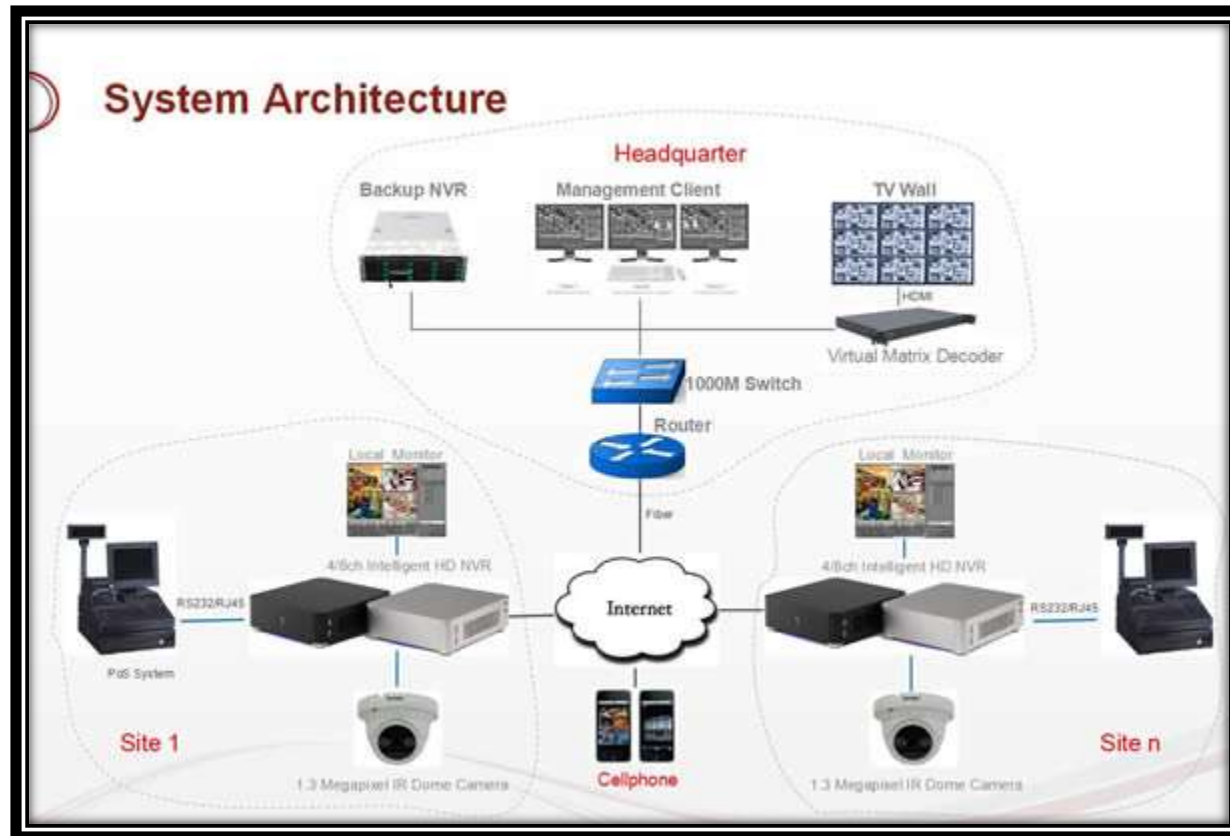 System Architecture
Headquarter
Backup NVR
Management Client
TV Wall
HDMI
Virtual Matrix Decoder
1000M Switch
Router
Local Monitor
Local Monitor
Fiber
4/8ch Intelligent HD NVR
4/8ch Intelligent HD NVR
RS232/RJ45
Internet
RS232/RJ45
PoS System
Site 1
Site n
1.3 Megapixel IR Dome Camera
Cellphone
1.3 Megapixel IR Dome Camera